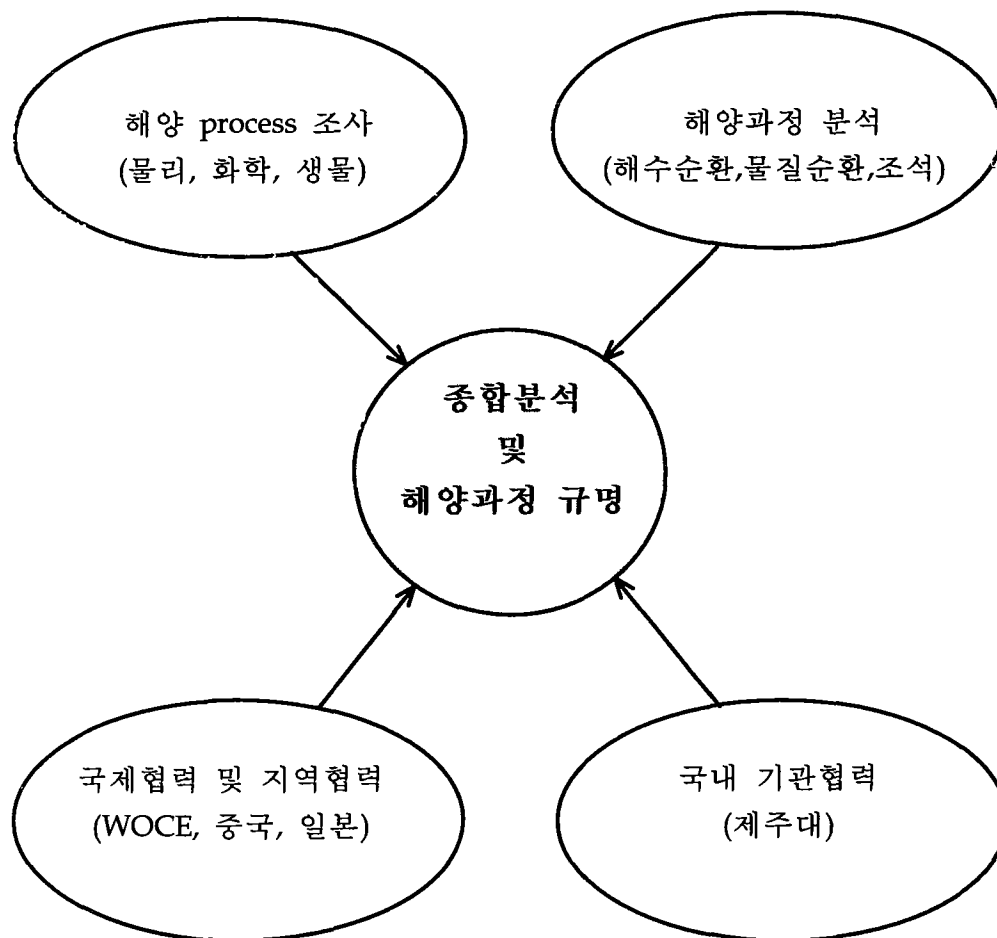 해양 process 조사
(물리, 화학, 생물)
해양과정 분석
(해수순환,물질순환,조석)
종합분석
및
해양과정 규명
국제협력 및 지역협력
(WOCE, 중국, 일본)
국내 기관협력
(제주대)